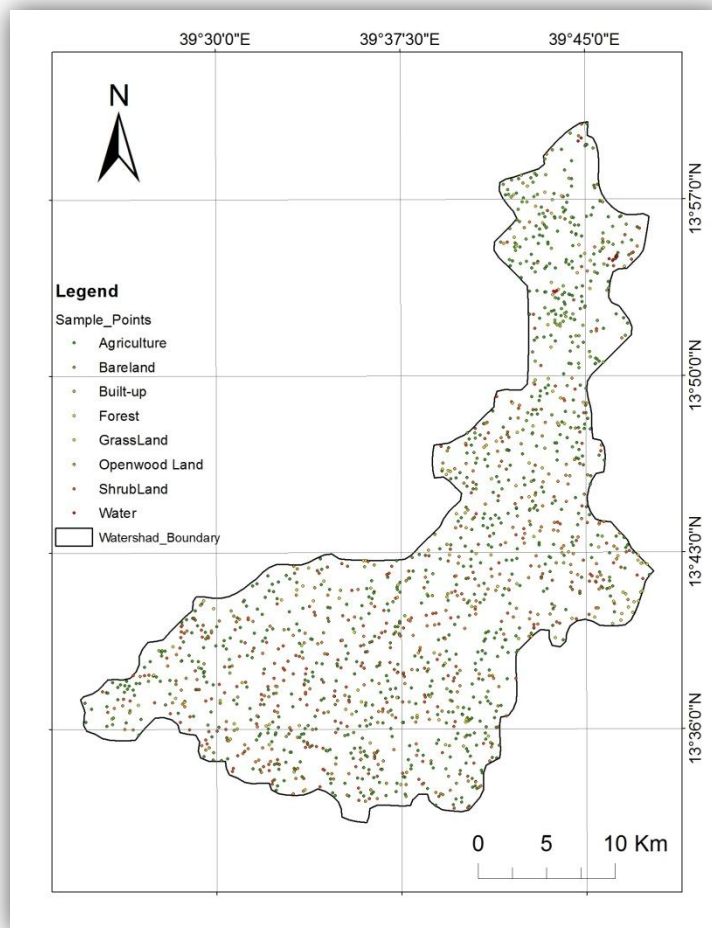 39°30'0"E 39°37'30"E 39°45'0"E
N
13°57'0"N
Legend
Sample_Points
Agriculture
13°50'0"N
Bareland
Built-up
Forest
GrassLand
Openwood Land
ShrubLand
Water
Watershad_Boundary
13°43'0"N
13°36'0"N
0 5 10 Km